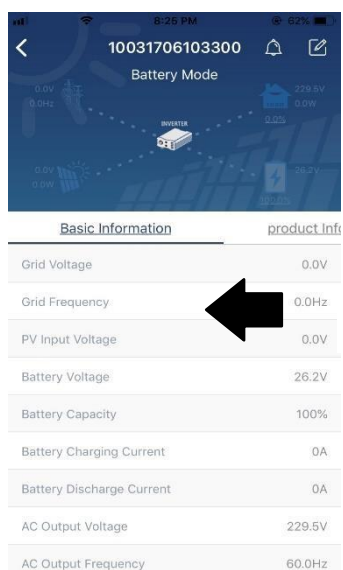 8:25 PM
62%
10031706103300
Battery Mode
0.0V
0.0Hz
229.5V
0.0W
0.0%
INVERTER
0.0V
0.0W
26.2V
100.0%
Basic Information
product Info
Grid Voltage 0.0V
Grid Frequency 0.0Hz
PV Input Voltage 0.0V
Battery Voltage 26.2V
Battery Capacity 100%
Battery Charging Current 0A
Battery Discharge Current 0A
AC Output Voltage 229.5V
AC Output Frequency 60.0Hz